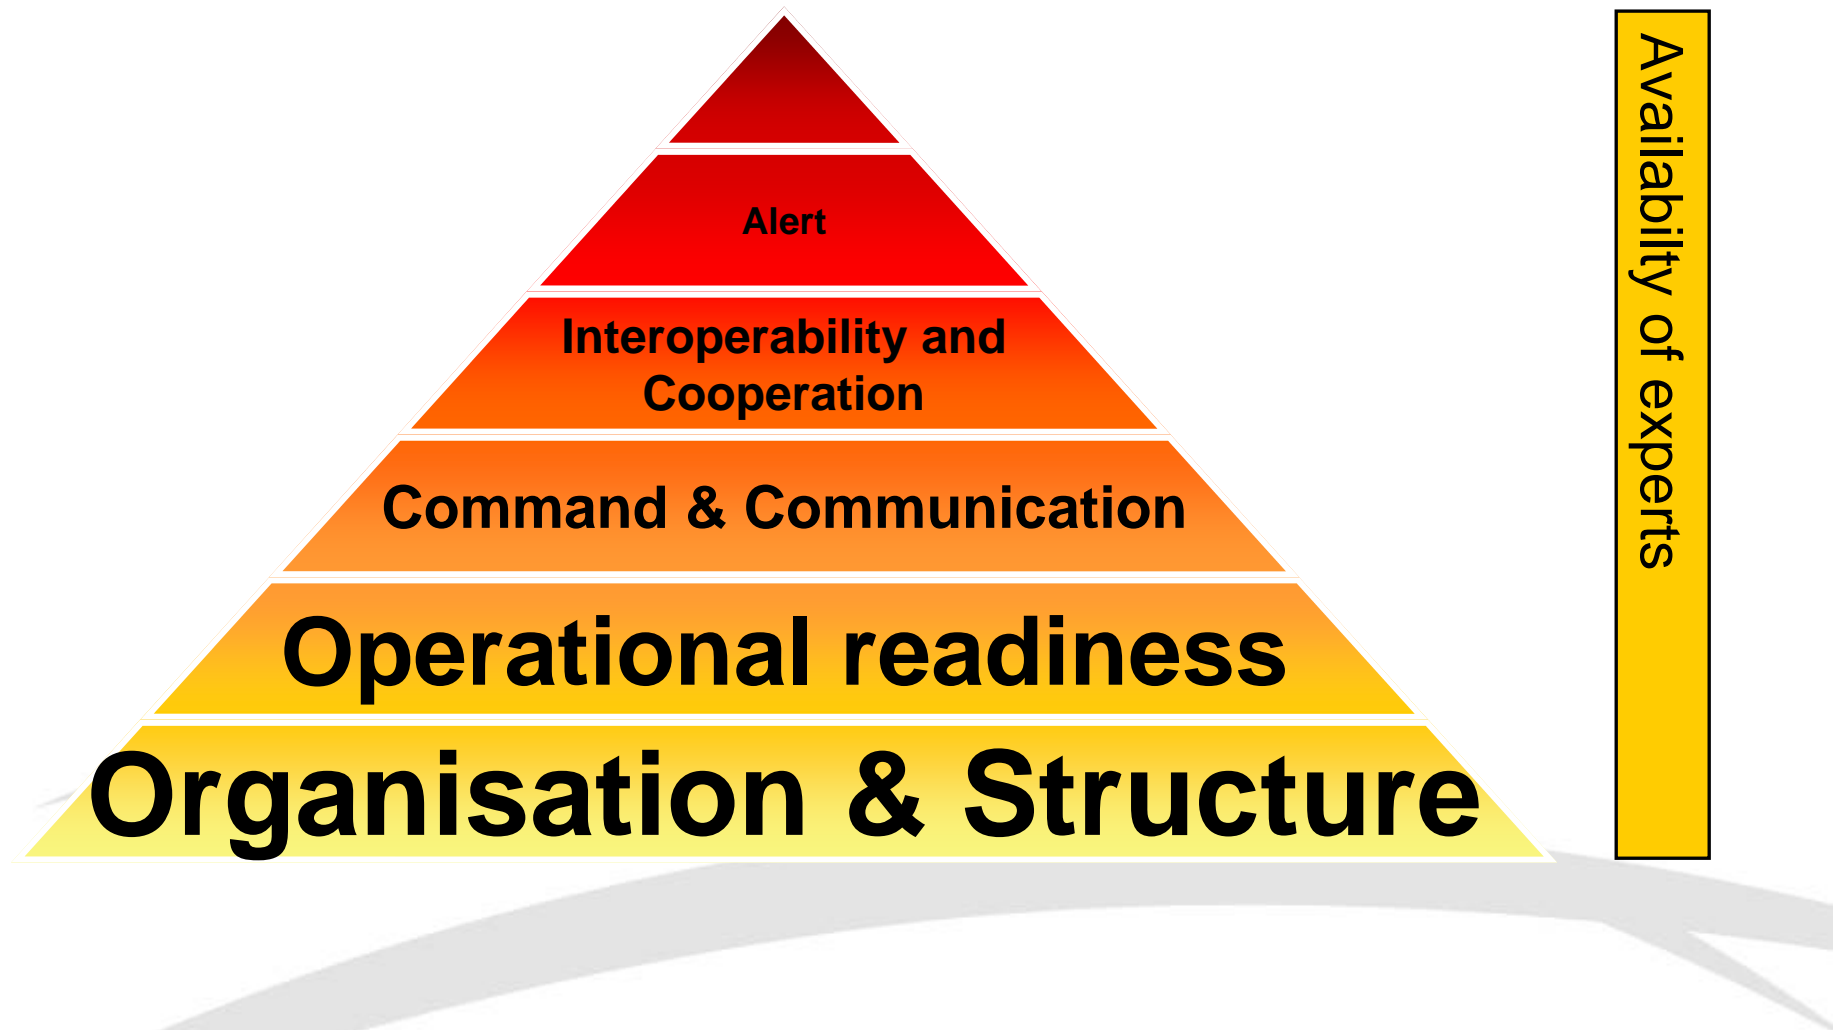 Alert
Interoperability and
Cooperation
Command & Communication
Operational readiness
Organisation & Structure
Availabilty of experts